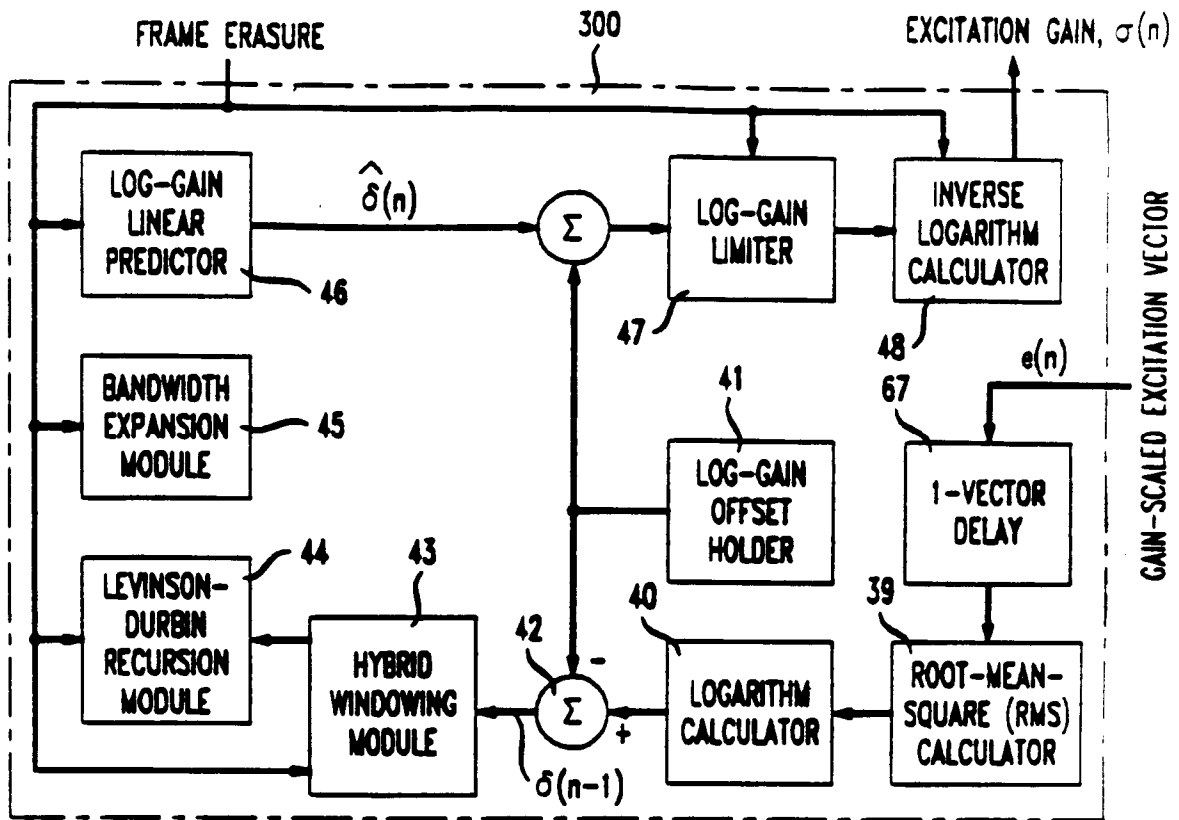 FRAME ERASURE
300
EXCITATION GAIN, σ(n)
LOG-GAIN
LINEAR
PREDICTOR
46
δ̂(n)
Σ
LOG-GAIN
LIMITER
47
INVERSE
LOGARITHM
CALCULATOR
48
GAIN-SCALED EXCITATION VECTOR
e(n)
BANDWIDTH
EXPANSION
MODULE
45
41
LOG-GAIN
OFFSET
HOLDER
67
1-VECTOR
DELAY
44
LEVINSON-
DURBIN
RECURSION
MODULE
43
HYBRID
WINDOWING
MODULE
42
-
Σ
+
δ(n-1)
40
LOGARITHM
CALCULATOR
39
ROOT-MEAN-
SQUARE (RMS)
CALCULATOR